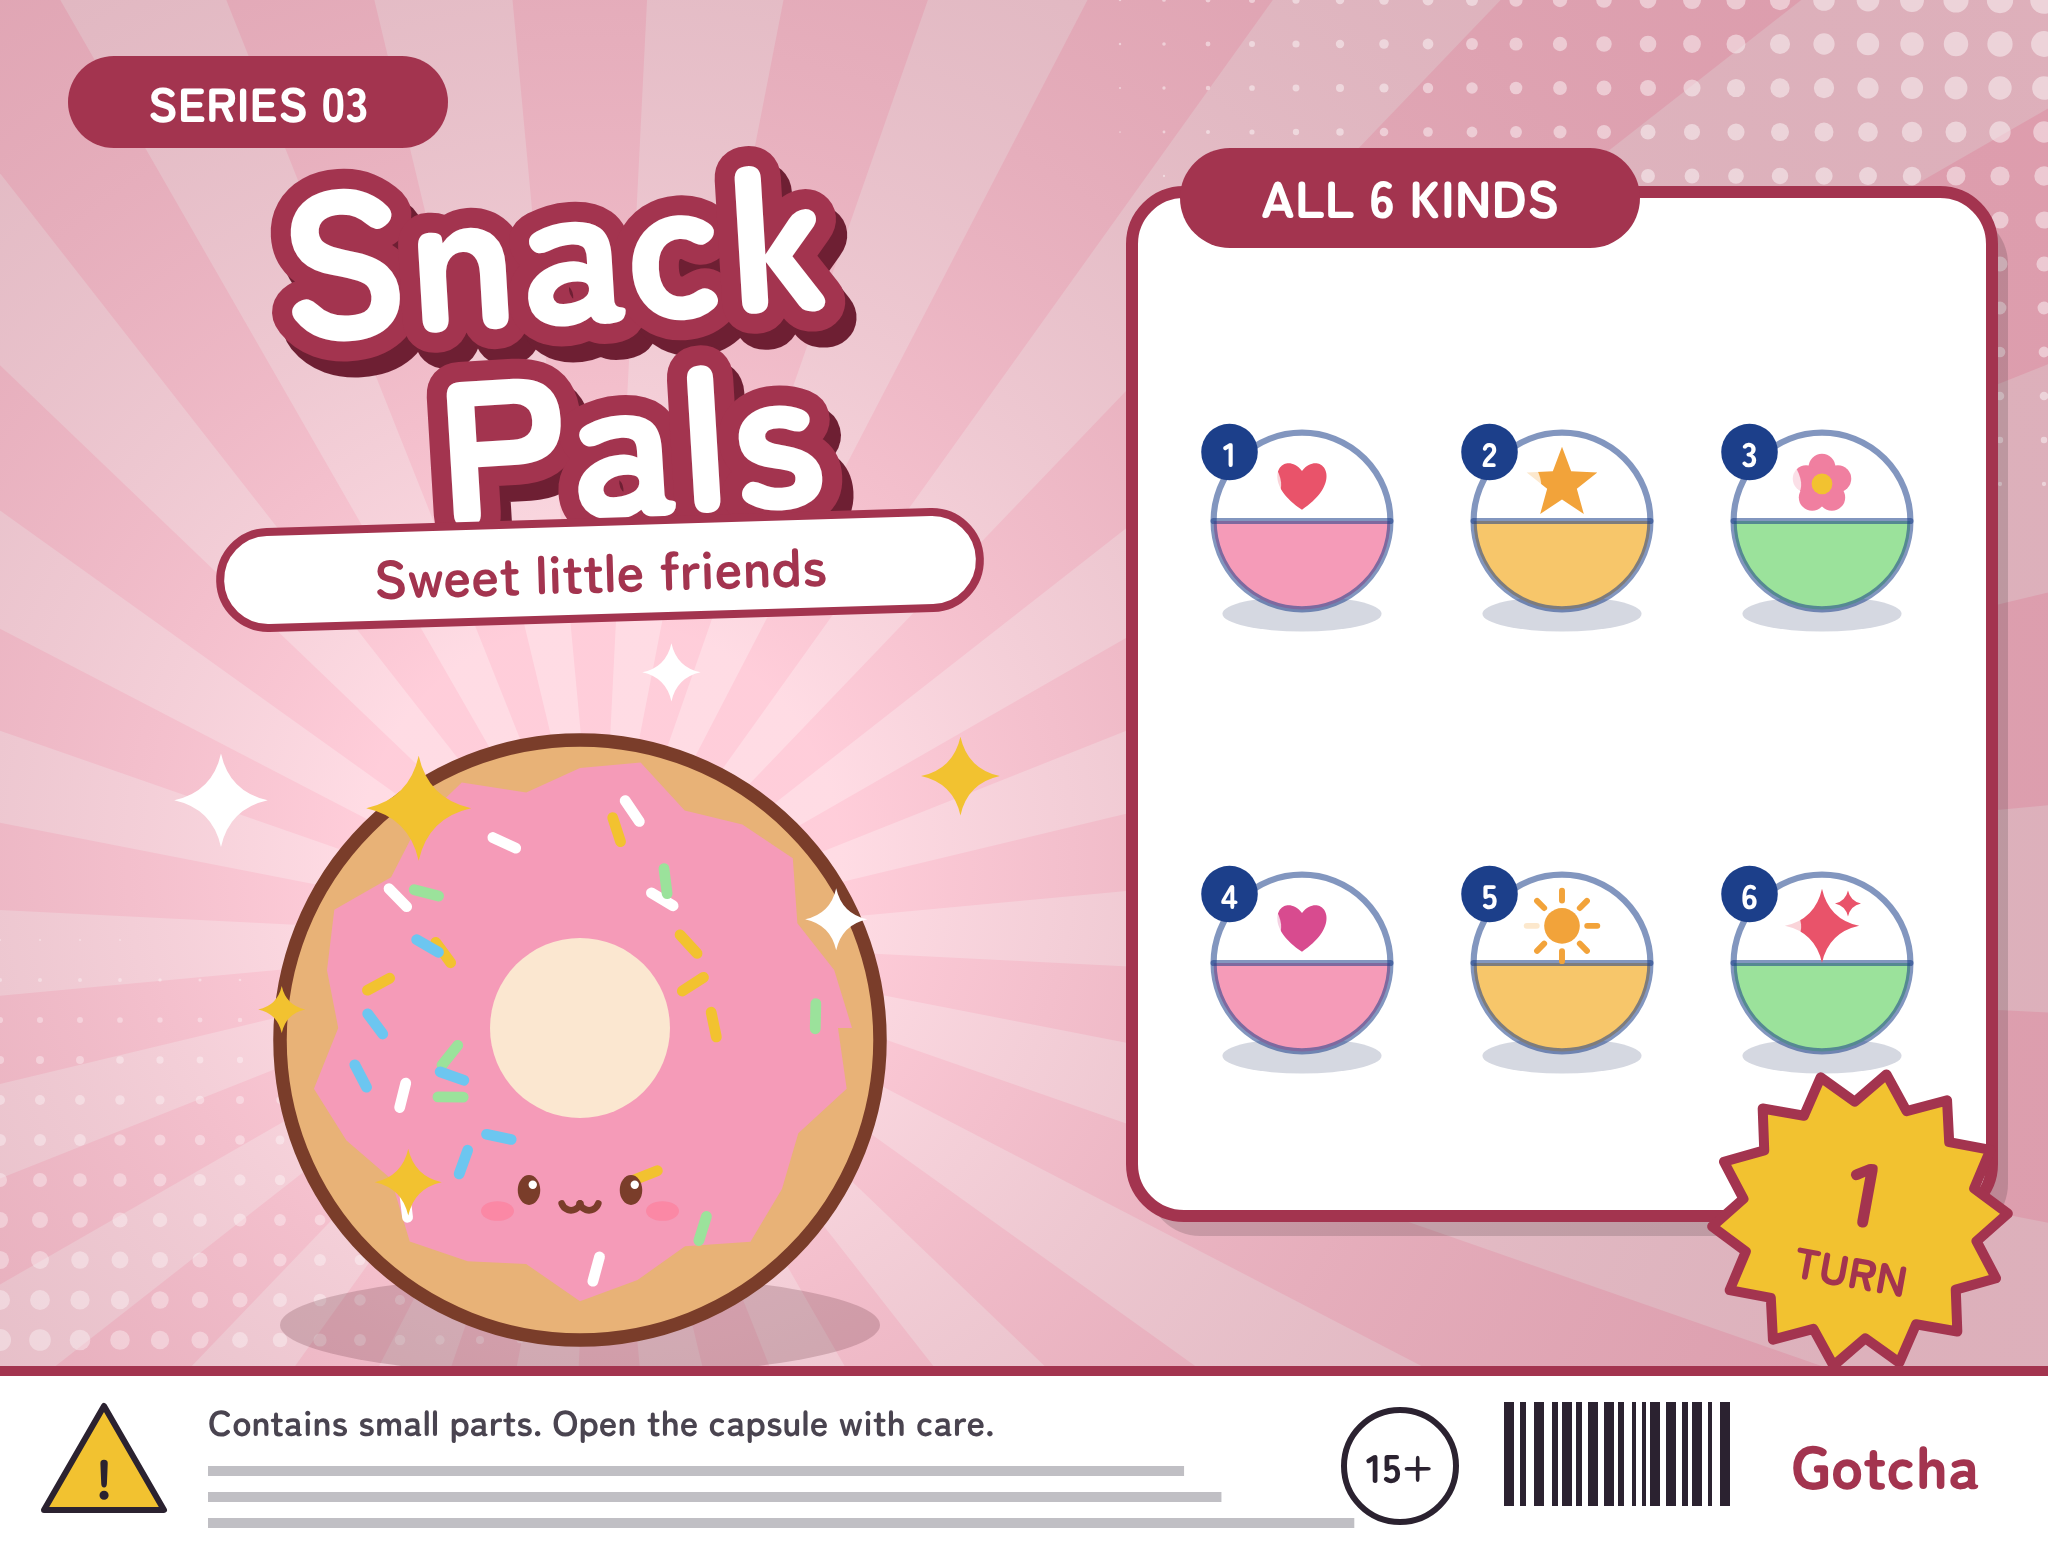 SERIES 03
Snack
Pals
Sweet little friends
ALL 6 KINDS
1
2
3
4
5
6
1
TURN
!
Contains small parts. Open the capsule with care.
15+
Gotcha